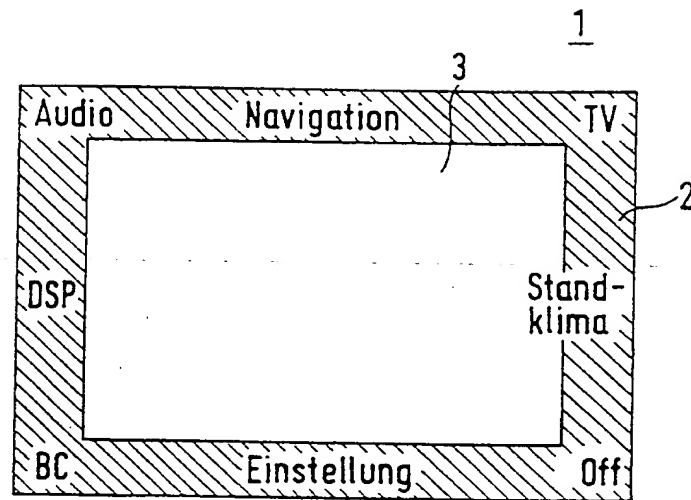 1
3
Audio Navigation TV
2
DSP
Stand-
klima
BC Einstellung Off